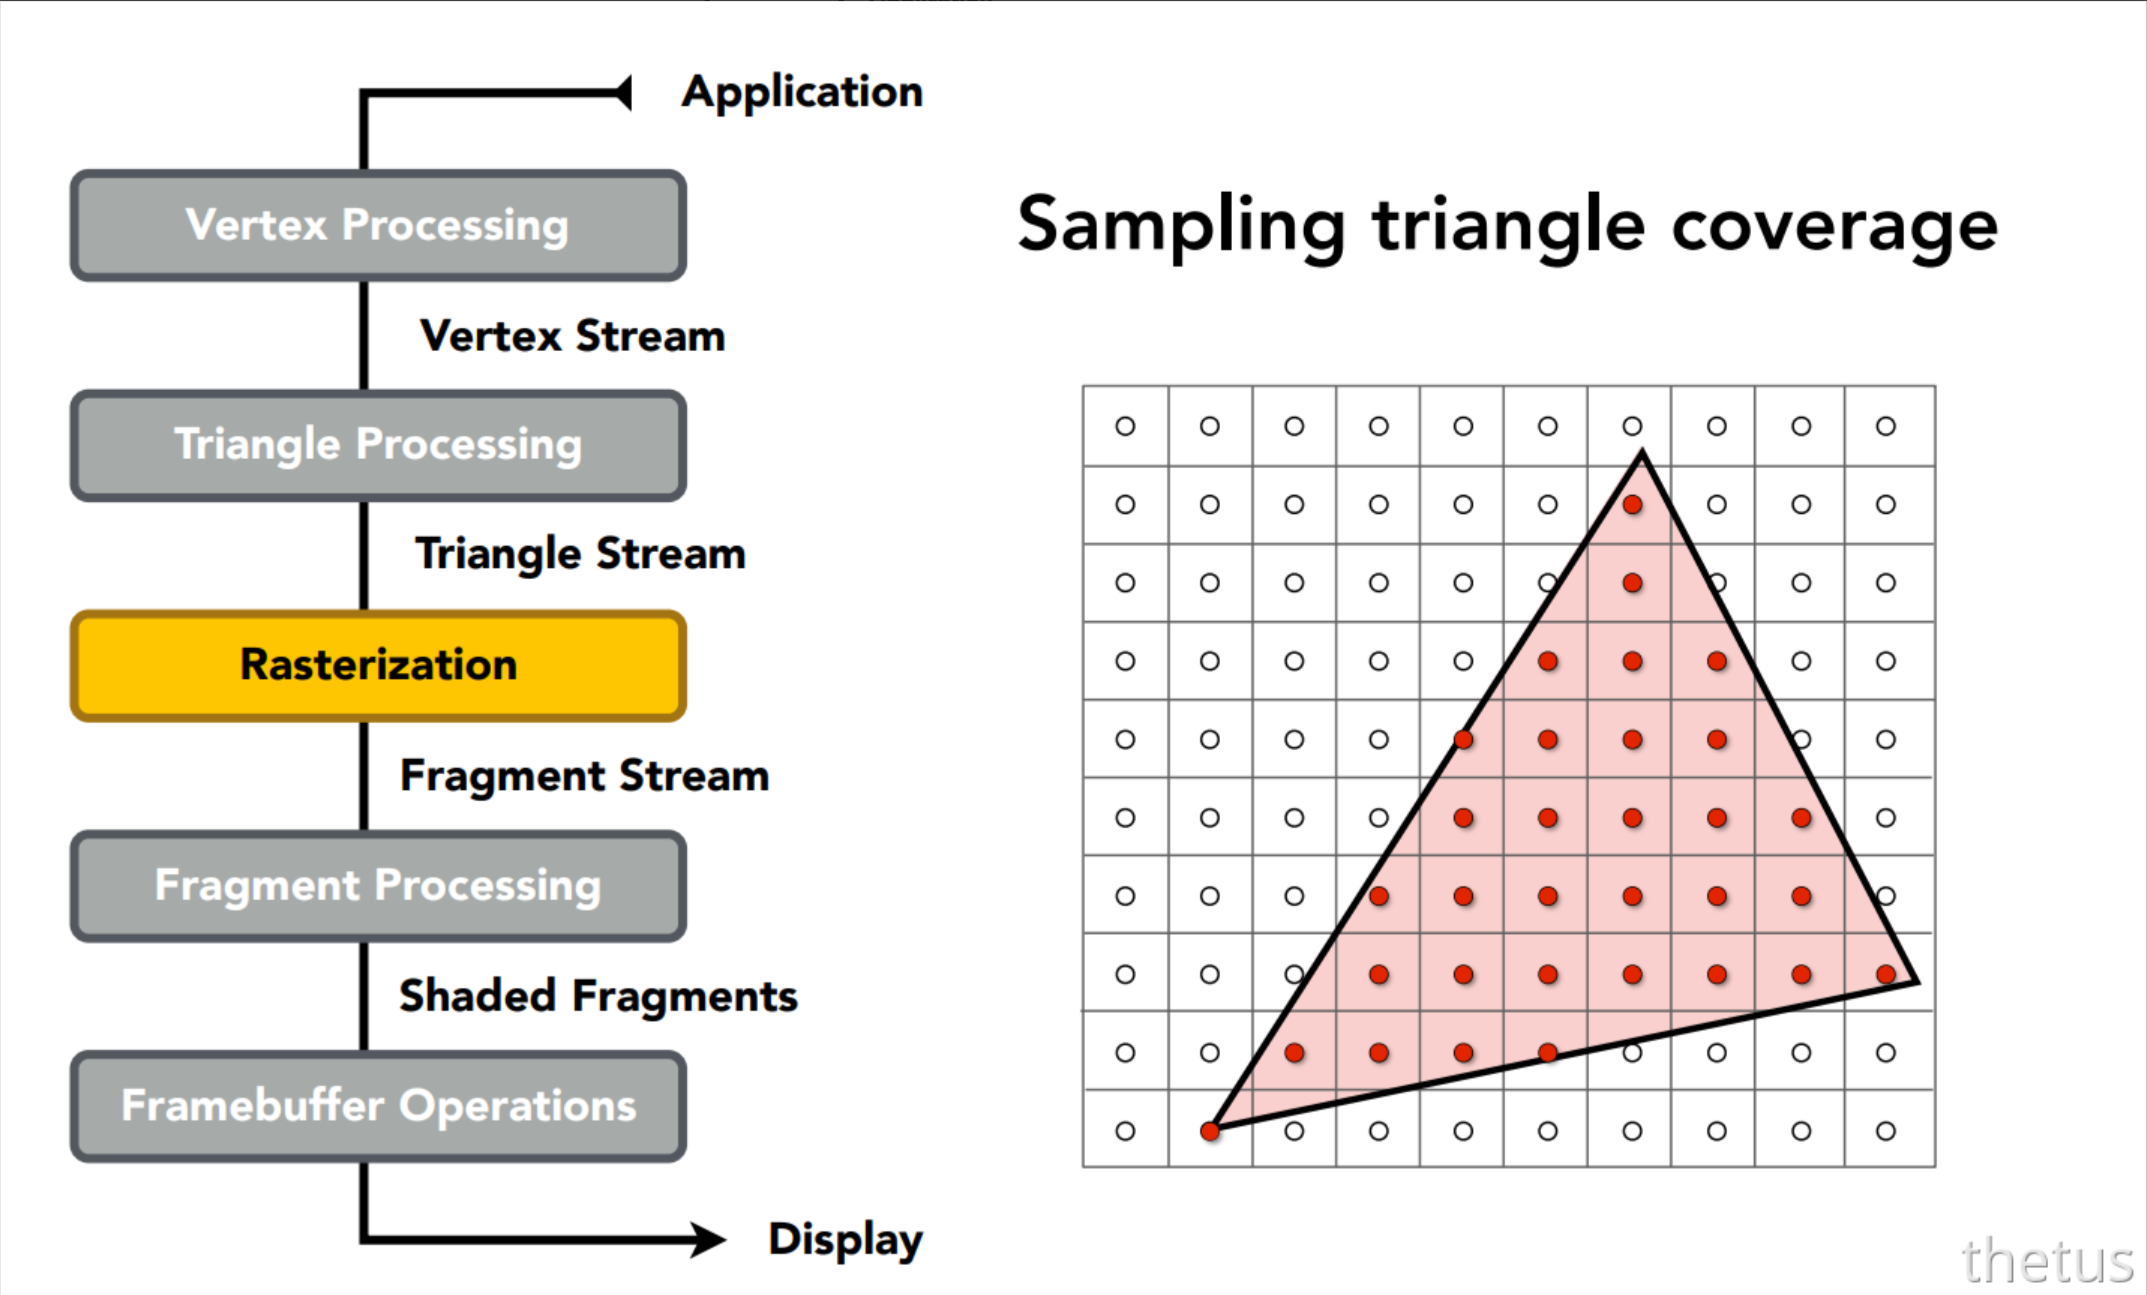 Application
Vertex Processing
Sampling triangle coverage
Vertex Stream
Triangle Processing
Triangle Stream
Rasterization
Fragment Stream
Fragment Processing
Shaded Fragments
Framebuffer Operations
Display
thetus